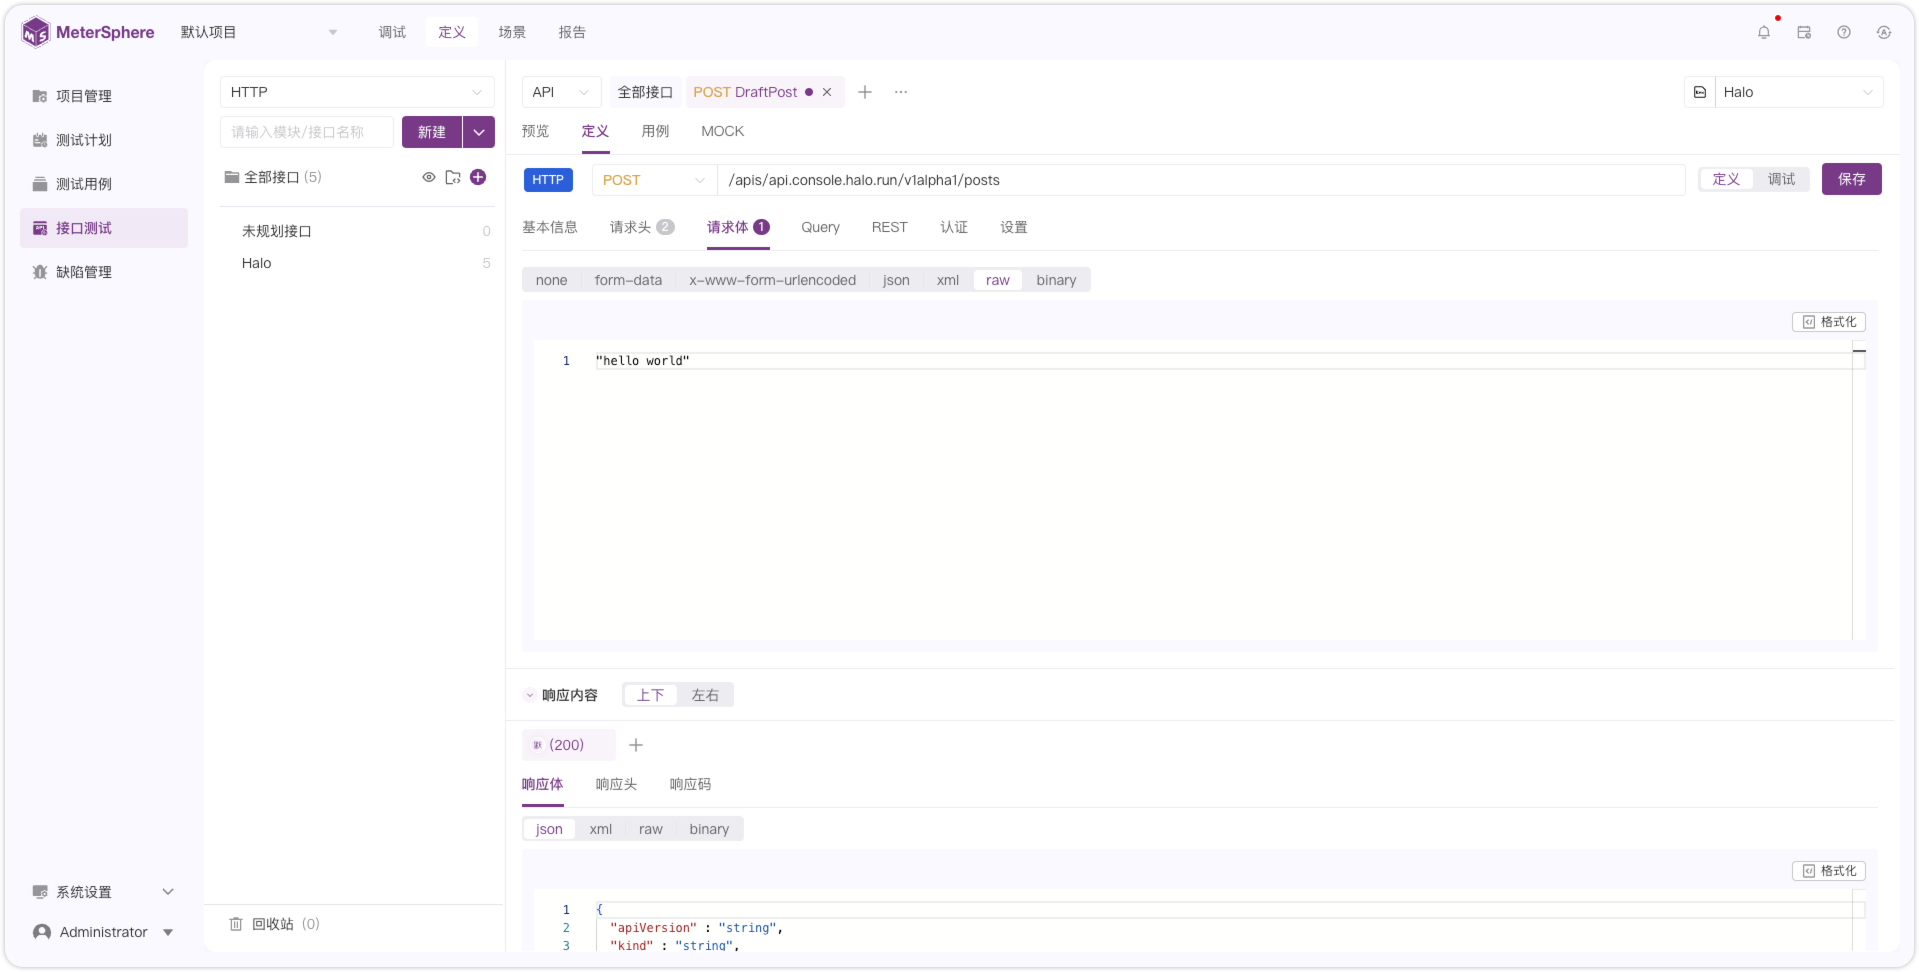 MeterSphere 默认项目 调试 定义 场景 报告
项目管理
测试计划
测试用例
接口测试
缺陷管理
系统设置
Administrator
HTTP
请输入模块/接口名称 新建
全部接口 (5)
未规划接口 0
Halo 5
回收站 (0)
API 全部接口 POST DraftPost Halo
预览 定义 用例 MOCK
HTTP POST /apis/api.console.halo.run/v1alpha1/posts 定义 调试 保存
基本信息 请求头 2 请求体 1 Query REST 认证 设置
none form-data x-www-form-urlencoded json xml raw binary
格式化
1 "hello world"
响应内容 上下 左右
默 (200)
响应体 响应头 响应码
json xml raw binary
格式化
1 {
2 "apiVersion" : "string",
3 "kind" : "string",